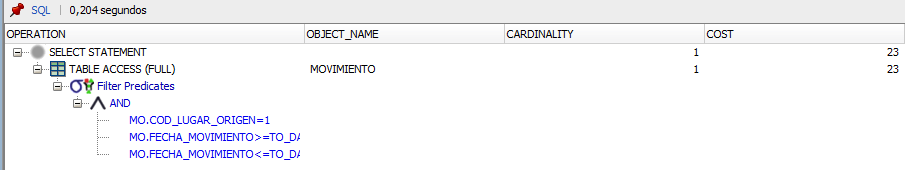 SQL | 0,204 segundos
OPERATION OBJECT_NAME CARDINALITY COST
SELECT STATEMENT 1 23
TABLE ACCESS (FULL) MOVIMIENTO 1 23
Filter Predicates
AND
MO.COD_LUGAR_ORIGEN=1
MO.FECHA_MOVIMIENTO>=TO_DA
MO.FECHA_MOVIMIENTO<=TO_DA